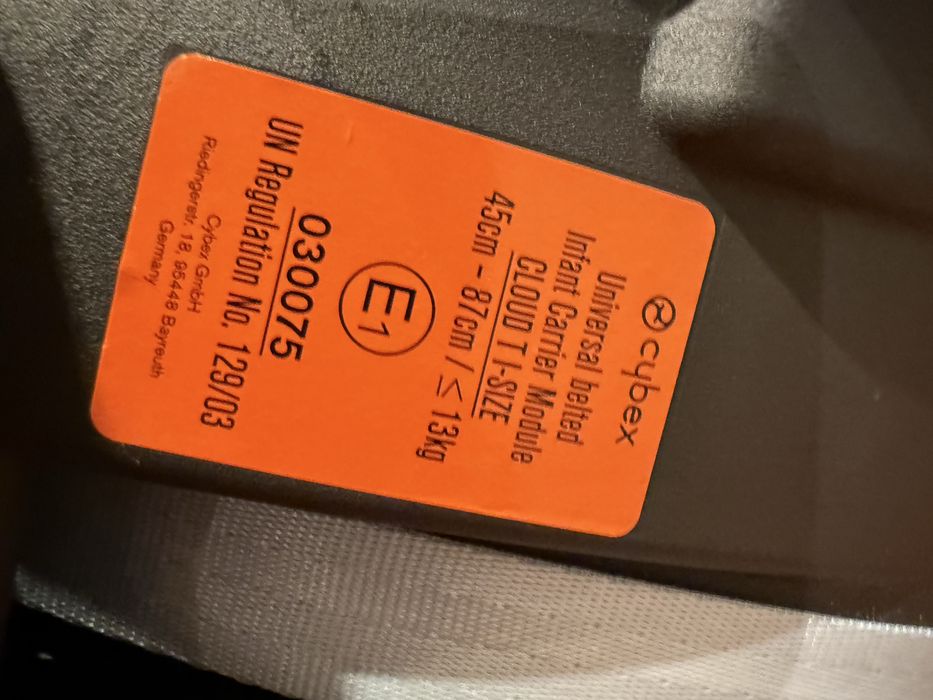 cybex
Universal belted
Infant Carrier Module
CLOUD T I-SIZE
45cm - 87cm / ≤ 13kg
E1
030075
UN Regulation No. 129/03
Cybex GmbH
Riedingerstr. 18, 95448 Bayreuth
Germany